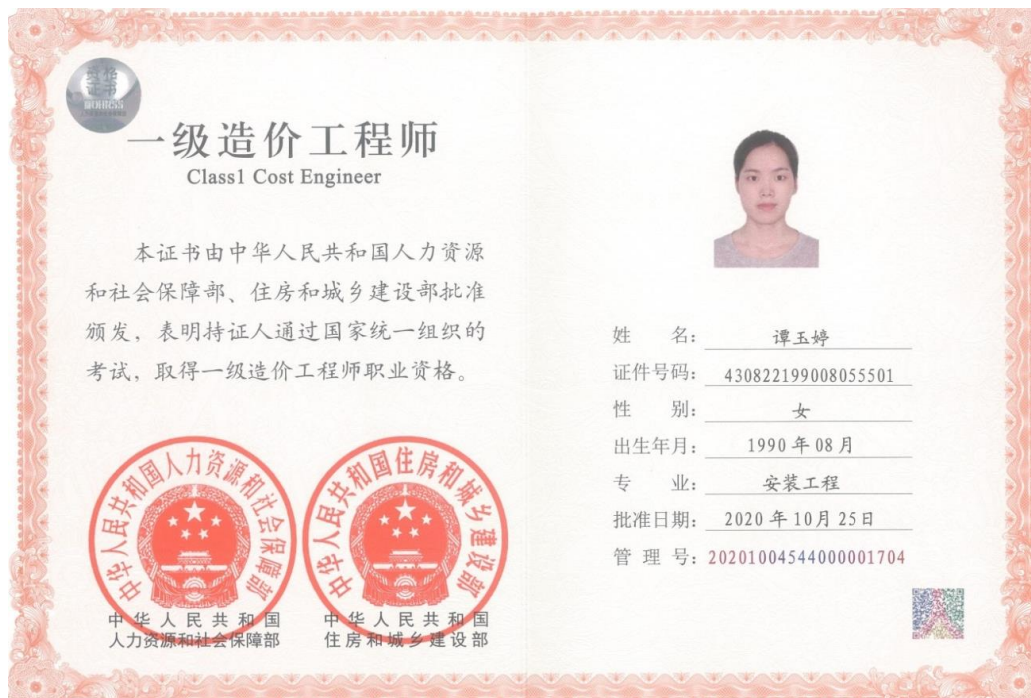 一级造价工程师
Class1 Cost Engineer
本证书由中华人民共和国人力资源
和社会保障部、住房和城乡建设部批准
颁发，表明持证人通过国家统一组织的
考试，取得一级造价工程师职业资格。
中华人民共和国人力资源和社会保障部
中华人民共和国住房和城乡建设部
中华人民共和国
人力资源和社会保障部
中华人民共和国
住房和城乡建设部
姓 名：谭玉婷
证件号码：430822199008055501
性 别：女
出生年月：1990年08月
专 业：安装工程
批准日期：2020年10月25日
管 理 号：20201004544000001704